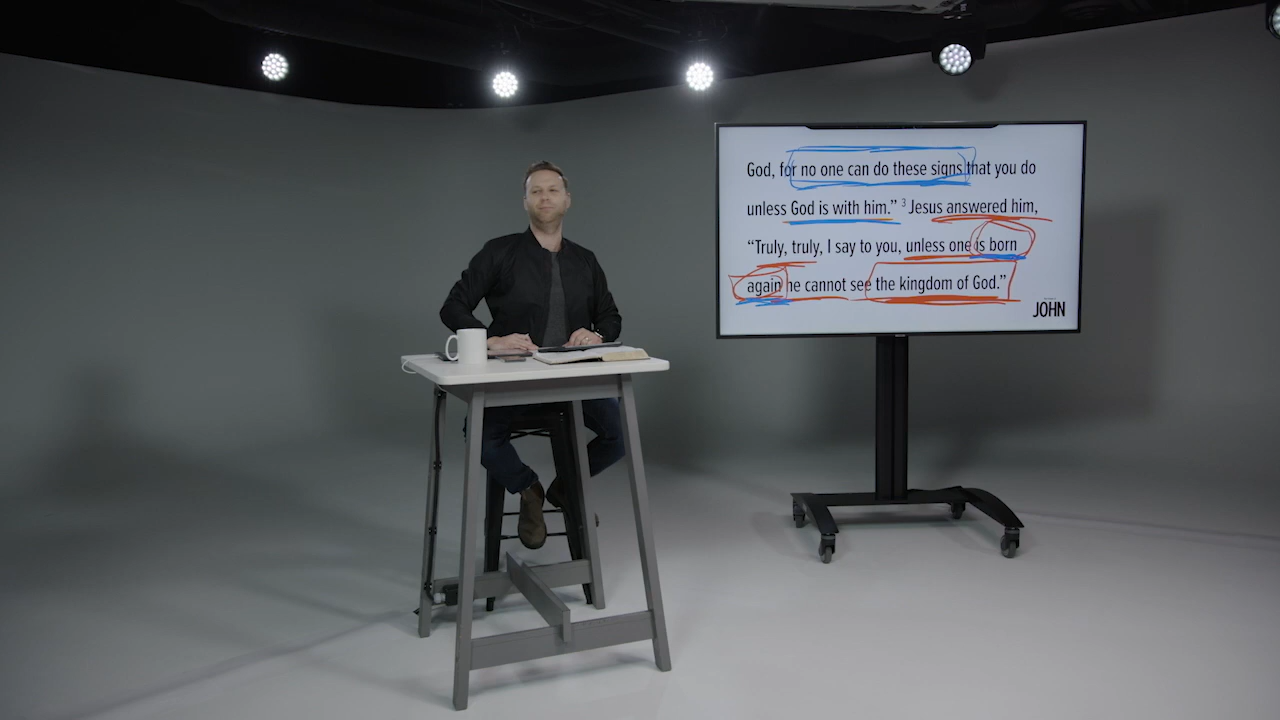 God, for no one can do these signs that you do
unless God is with him.” 3 Jesus answered him,
“Truly, truly, I say to you, unless one is born
again he cannot see the kingdom of God.”
JOHN